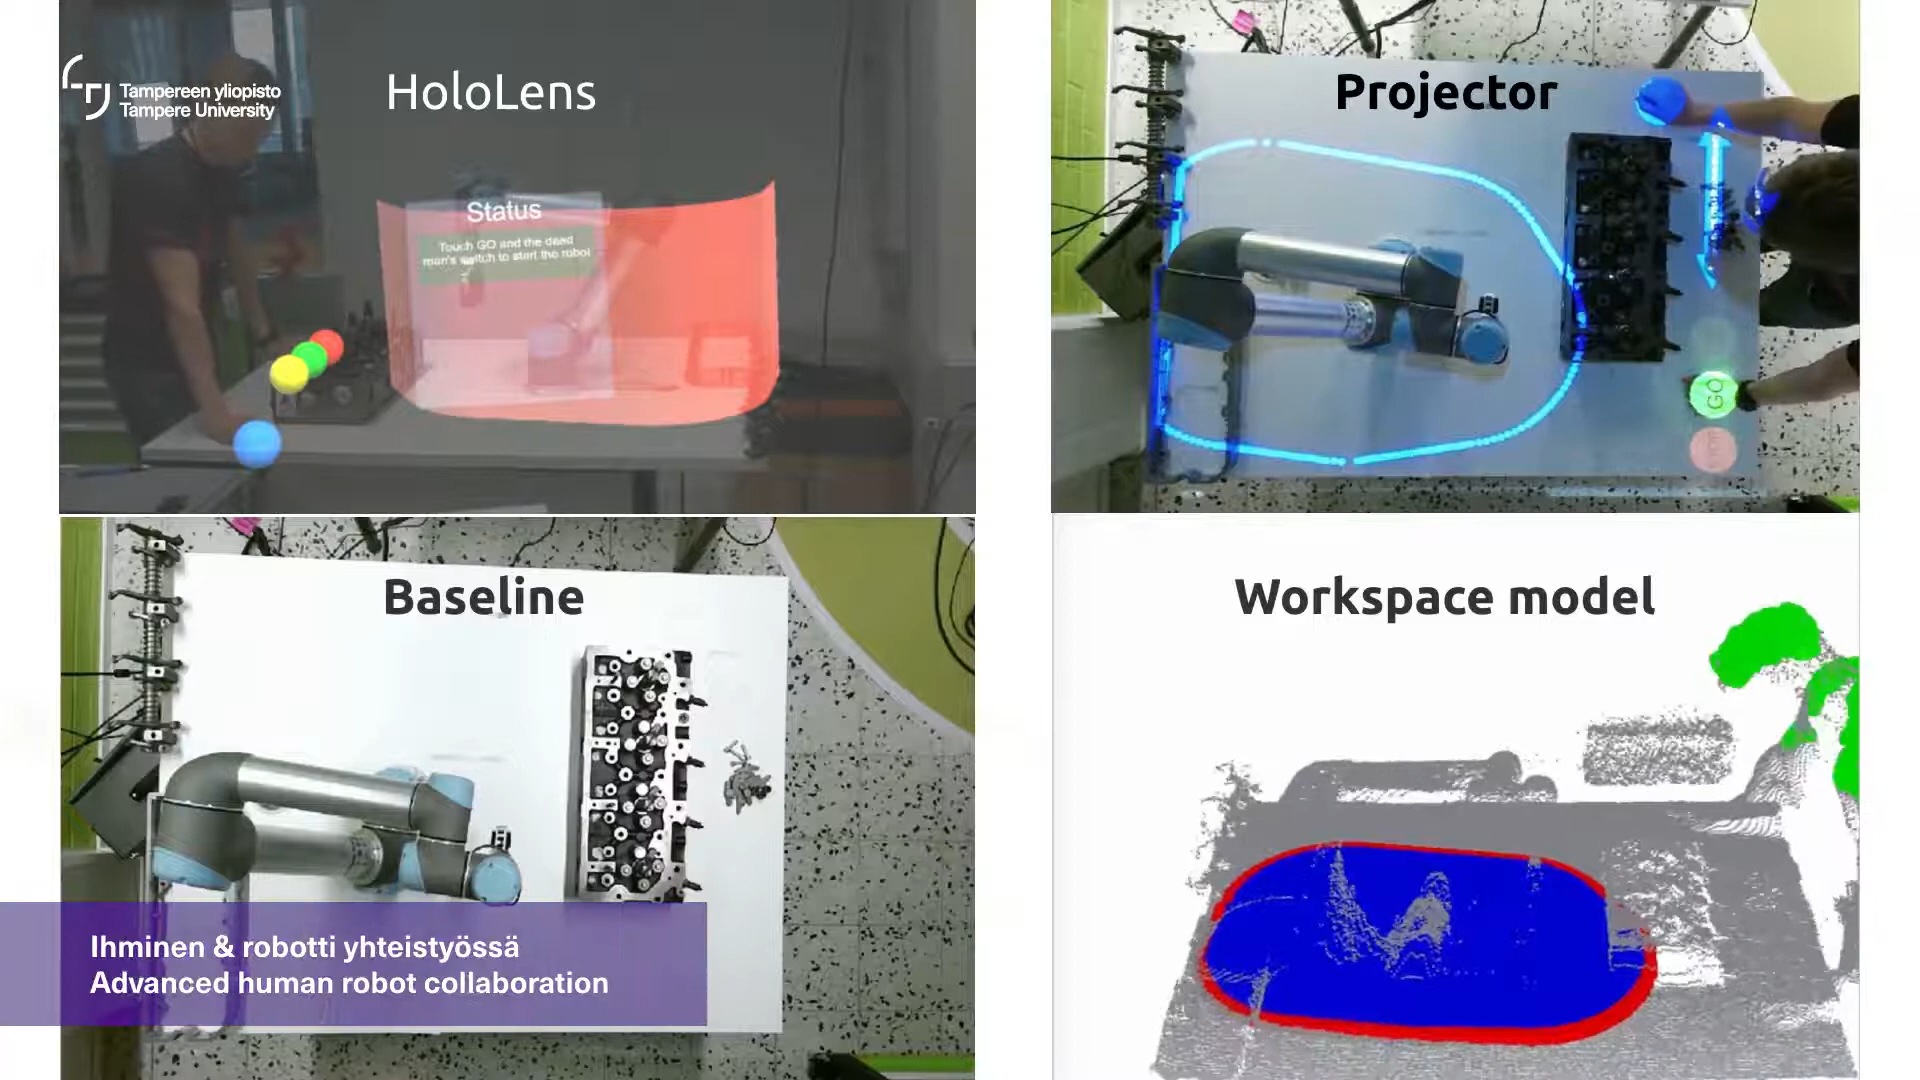 Tampereen yliopisto
Tampere University
HoloLens
Status
Touch GO and the dead
man's switch to start the robot
Projector
GO
Baseline
Workspace model
Ihminen & robotti yhteistyössä
Advanced human robot collaboration